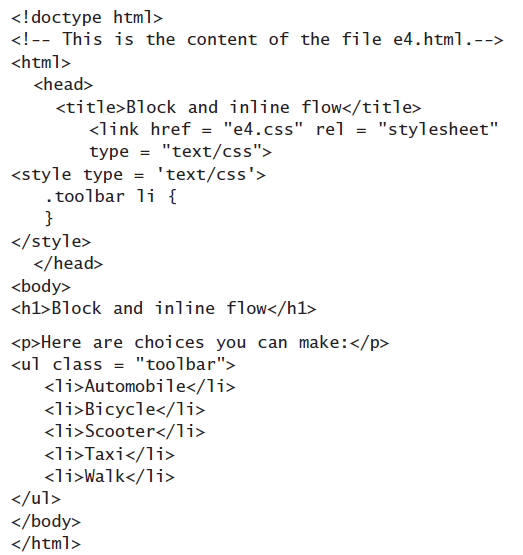 <!doctype html>
<!-- This is the content of the file e4.html.-->
<html>
<head>
<title>Block and inline flow</title>
<link href = "e4.css" rel = "stylesheet"
type = "text/css">
<style type = 'text/css'>
.toolbar li {
}
</style>
</head>
<body>
<h1>Block and inline flow</h1>
<p>Here are choices you can make:</p>
<ul class = "toolbar">
<li>Automobile</li>
<li>Bicycle</li>
<li>Scooter</li>
<li>Taxi</li>
<li>Walk</li>
</ul>
</body>
</html>